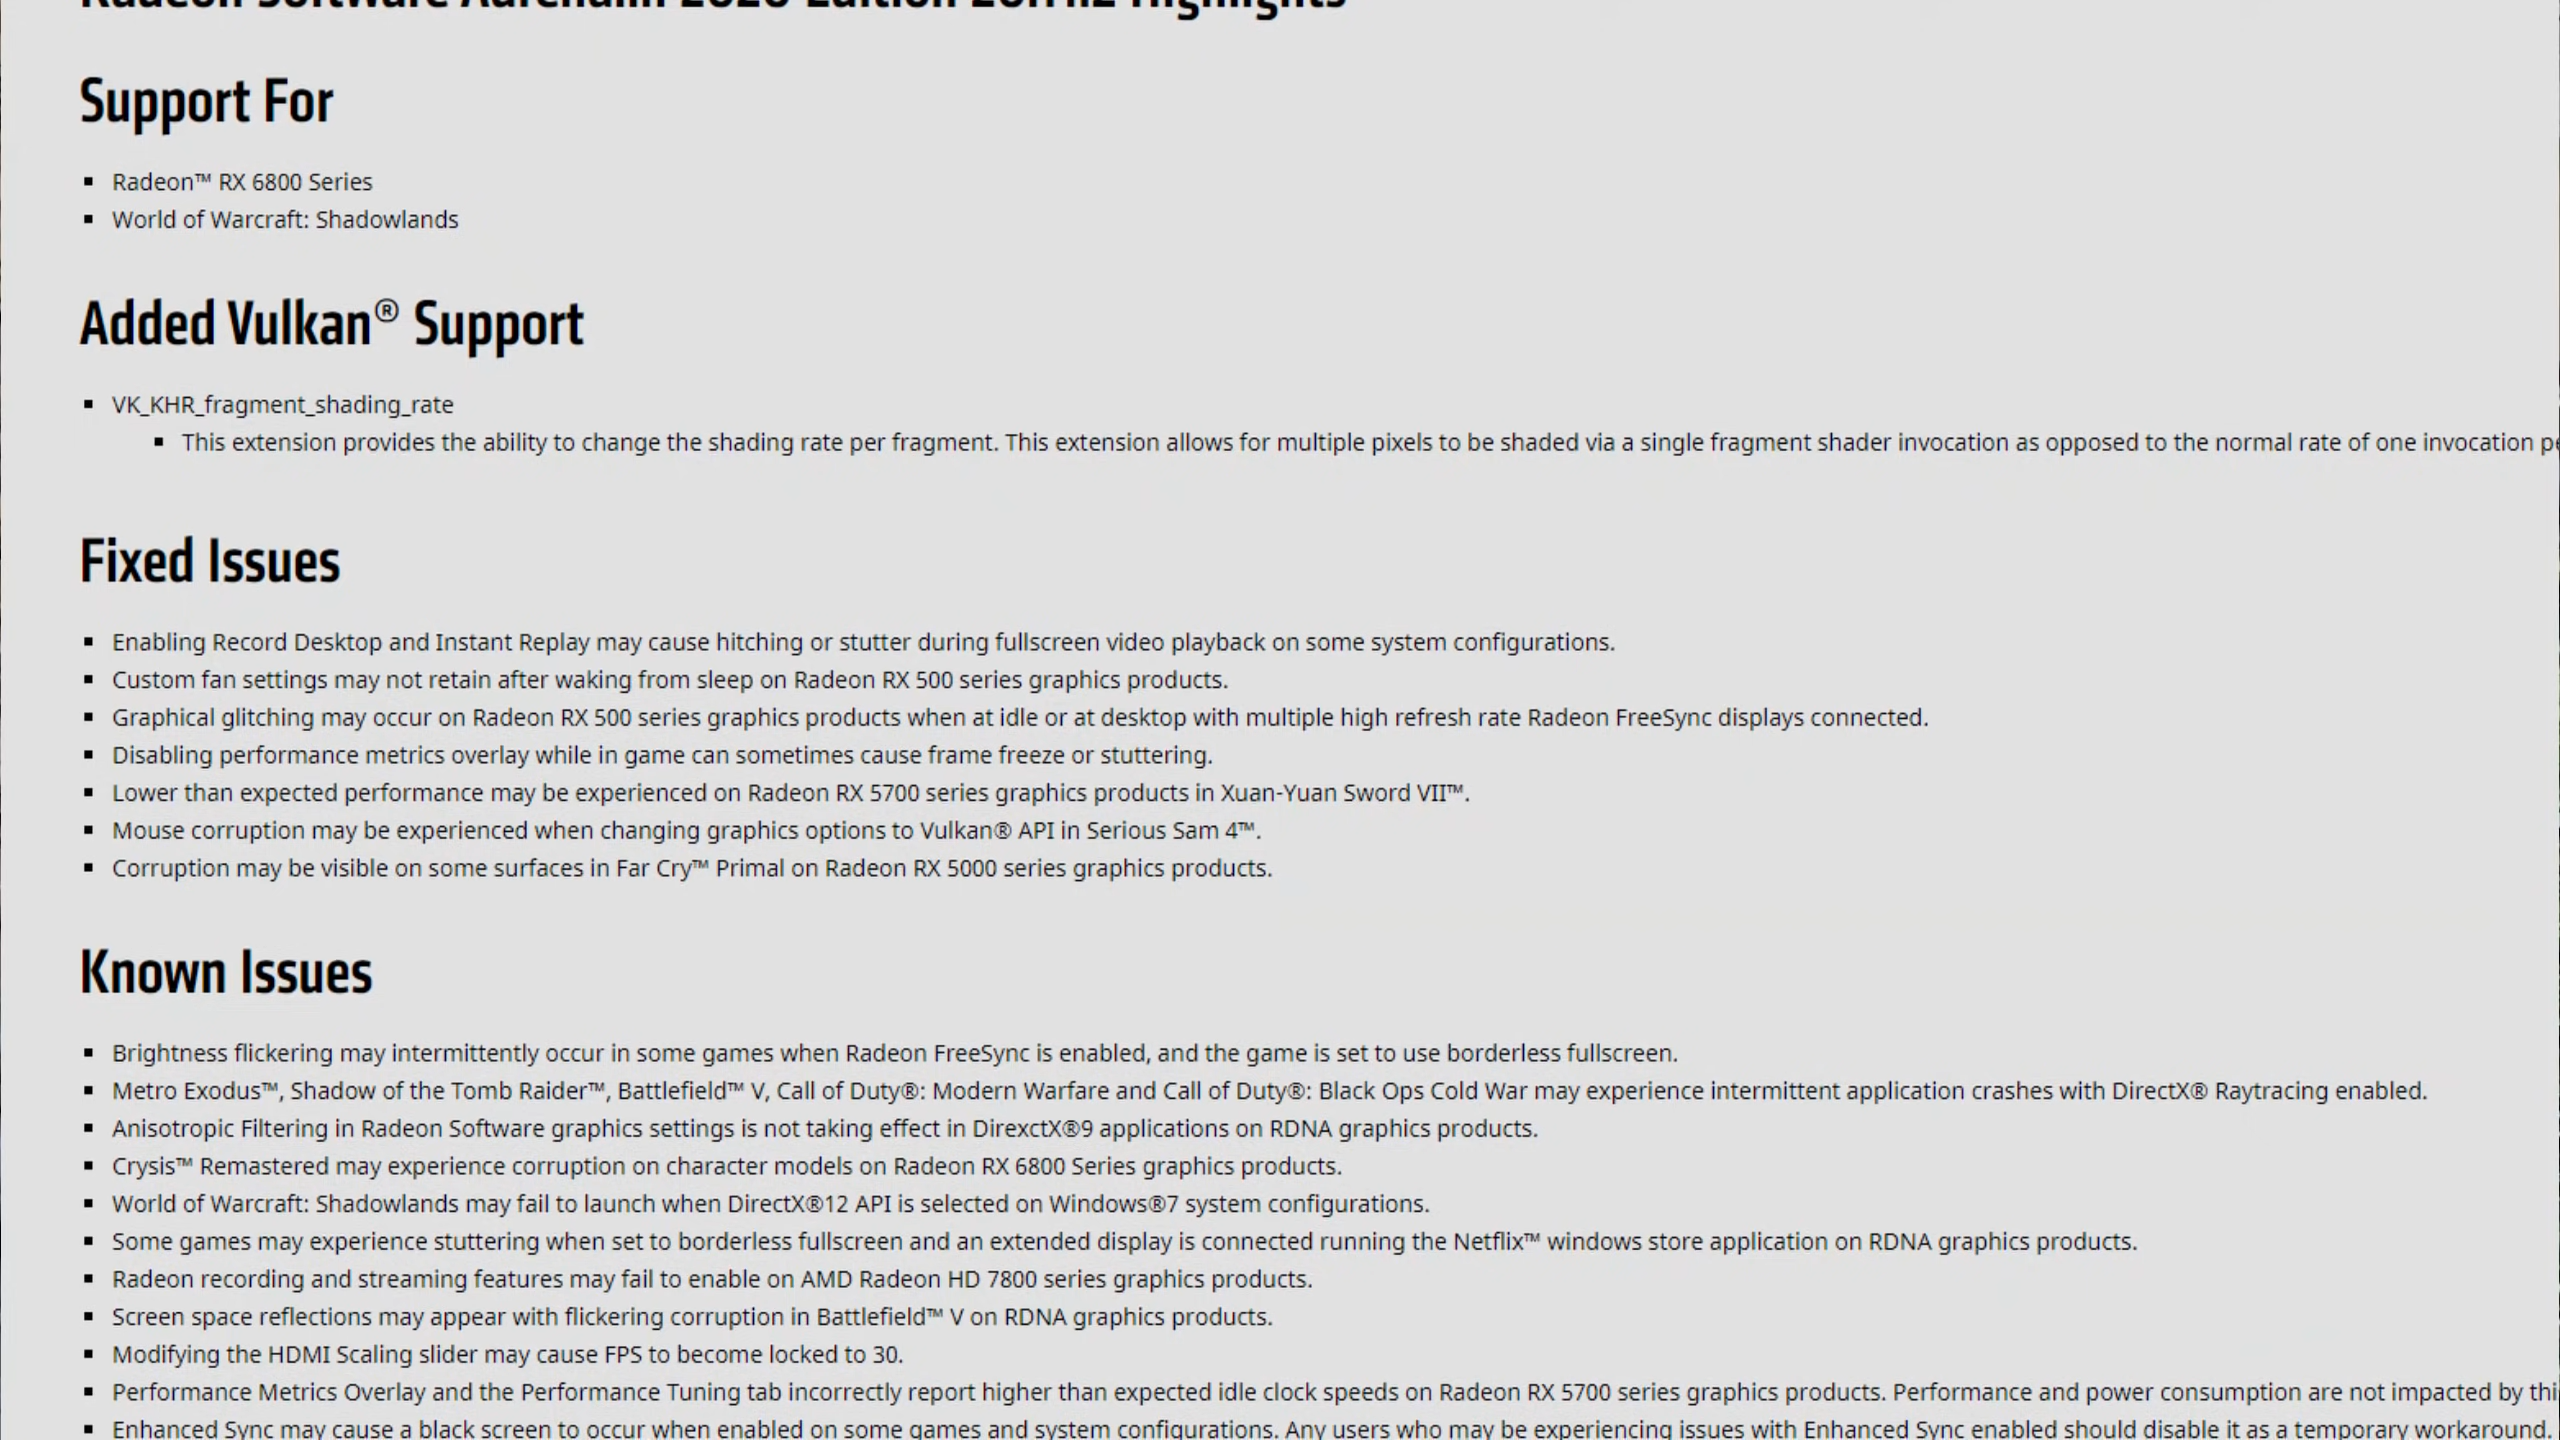 Radeon Software Adrenalin 2020 Edition 20.11.2 Highlights
Support For
Radeon™ RX 6800 Series
World of Warcraft: Shadowlands
Added Vulkan® Support
VK_KHR_fragment_shading_rate
This extension provides the ability to change the shading rate per fragment. This extension allows for multiple pixels to be shaded via a single fragment shader invocation as opposed to the normal rate of one invocation
Fixed Issues
Enabling Record Desktop and Instant Replay may cause hitching or stutter during fullscreen video playback on some system configurations.
Custom fan settings may not retain after waking from sleep on Radeon RX 500 series graphics products.
Graphical glitching may occur on Radeon RX 500 series graphics products when at idle or at desktop with multiple high refresh rate Radeon FreeSync displays connected.
Disabling performance metrics overlay while in game can sometimes cause frame freeze or stuttering.
Lower than expected performance may be experienced on Radeon RX 5700 series graphics products in Xuan-Yuan Sword VII™.
Mouse corruption may be experienced when changing graphics options to Vulkan® API in Serious Sam 4™.
Corruption may be visible on some surfaces in Far Cry™ Primal on Radeon RX 5000 series graphics products.
Known Issues
Brightness flickering may intermittently occur in some games when Radeon FreeSync is enabled, and the game is set to use borderless fullscreen.
Metro Exodus™, Shadow of the Tomb Raider™, Battlefield™ V, Call of Duty®: Modern Warfare and Call of Duty®: Black Ops Cold War may experience intermittent application crashes with DirectX® Raytracing enabled.
Anisotropic Filtering in Radeon Software graphics settings is not taking effect in DirexctX®9 applications on RDNA graphics products.
Crysis™ Remastered may experience corruption on character models on Radeon RX 6800 Series graphics products.
World of Warcraft: Shadowlands may fail to launch when DirectX®12 API is selected on Windows®7 system configurations.
Some games may experience stuttering when set to borderless fullscreen and an extended display is connected running the Netflix™ windows store application on RDNA graphics products.
Radeon recording and streaming features may fail to enable on AMD Radeon HD 7800 series graphics products.
Screen space reflections may appear with flickering corruption in Battlefield™ V on RDNA graphics products.
Modifying the HDMI Scaling slider may cause FPS to become locked to 30.
Performance Metrics Overlay and the Performance Tuning tab incorrectly report higher than expected idle clock speeds on Radeon RX 5700 series graphics products. Performance and power consumption are not impacted by
Enhanced Sync may cause a black screen to occur when enabled on some games and system configurations. Any users who may be experiencing issues with Enhanced Sync enabled should disable it as a temporary workaround.